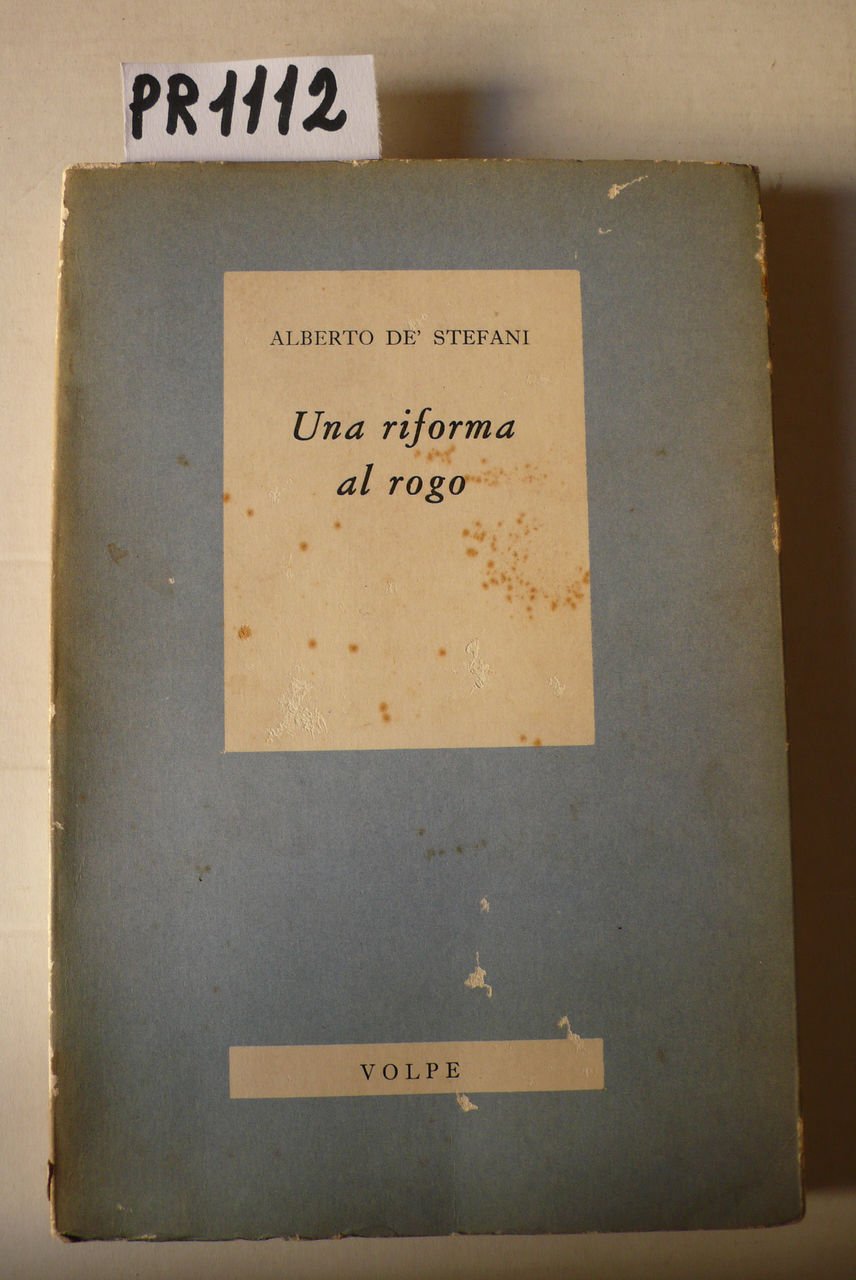 PR1112
ALBERTO DE' STEFANI
Una riforma
al rogo
VOLPE